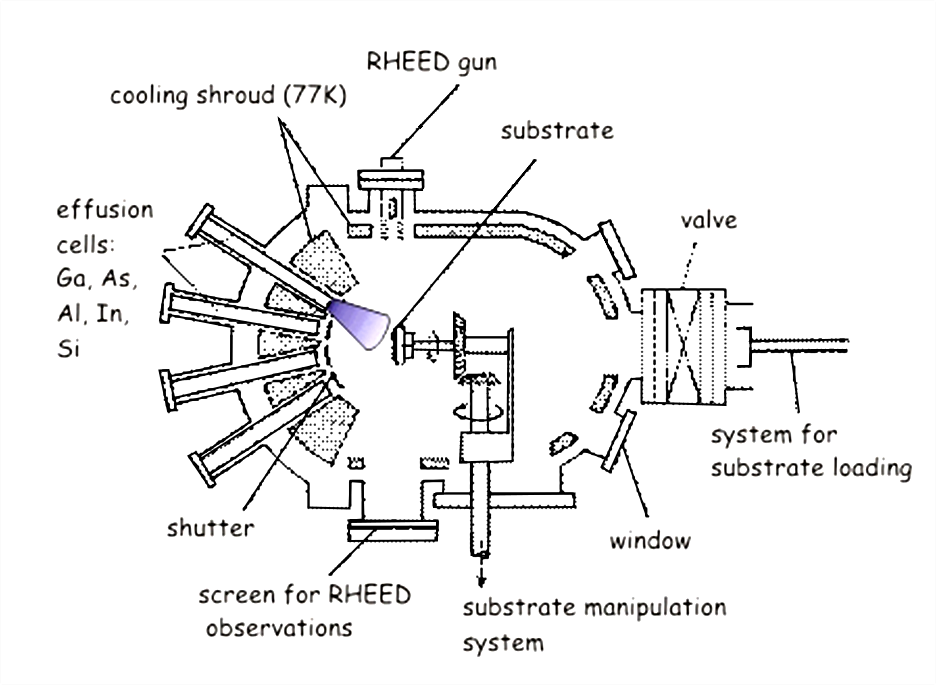 RHEED gun
cooling shroud (77K)
substrate
effusion
cells:
Ga, As,
Al, In,
Si
valve
system for
substrate loading
shutter
window
screen for RHEED
observations
substrate manipulation
system